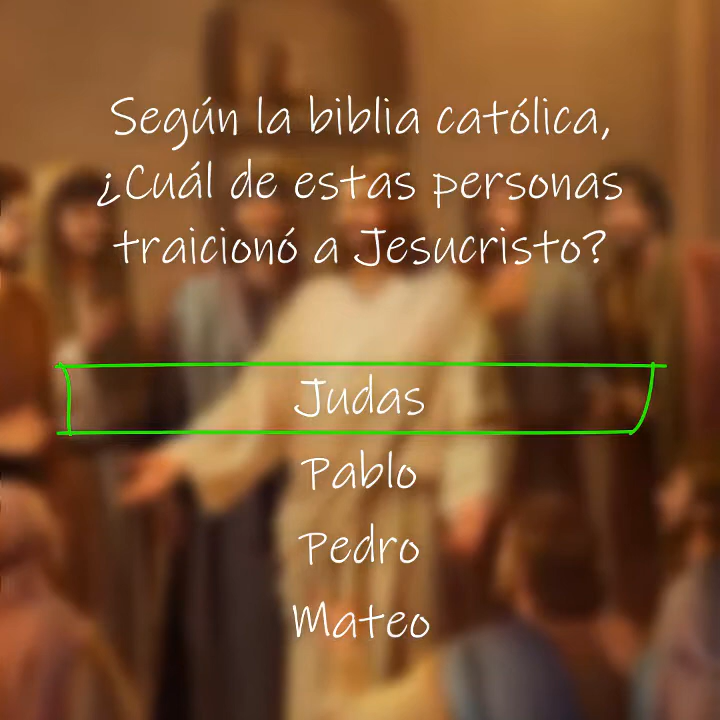 Según la biblia católica,
¿Cuál de estas personas
traicionó a Jesucristo?
Judas
Pablo
Pedro
Mateo